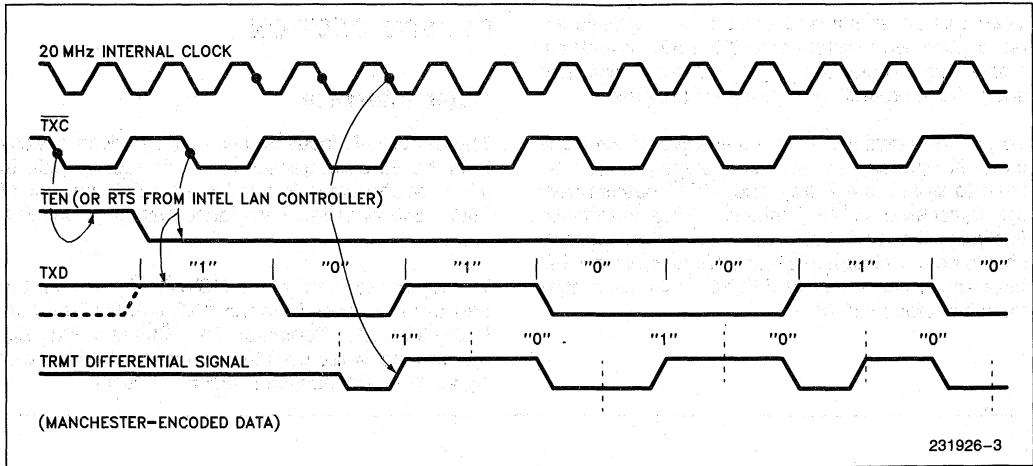 20 MHz INTERNAL CLOCK
TXC
TEN (OR RTS FROM INTEL LAN CONTROLLER)
"1" "0" "1" "0" "0" "1" "0"
TXD
"1" "0" "1" "0" "0"
TRMT DIFFERENTIAL SIGNAL
(MANCHESTER-ENCODED DATA)
231926-3